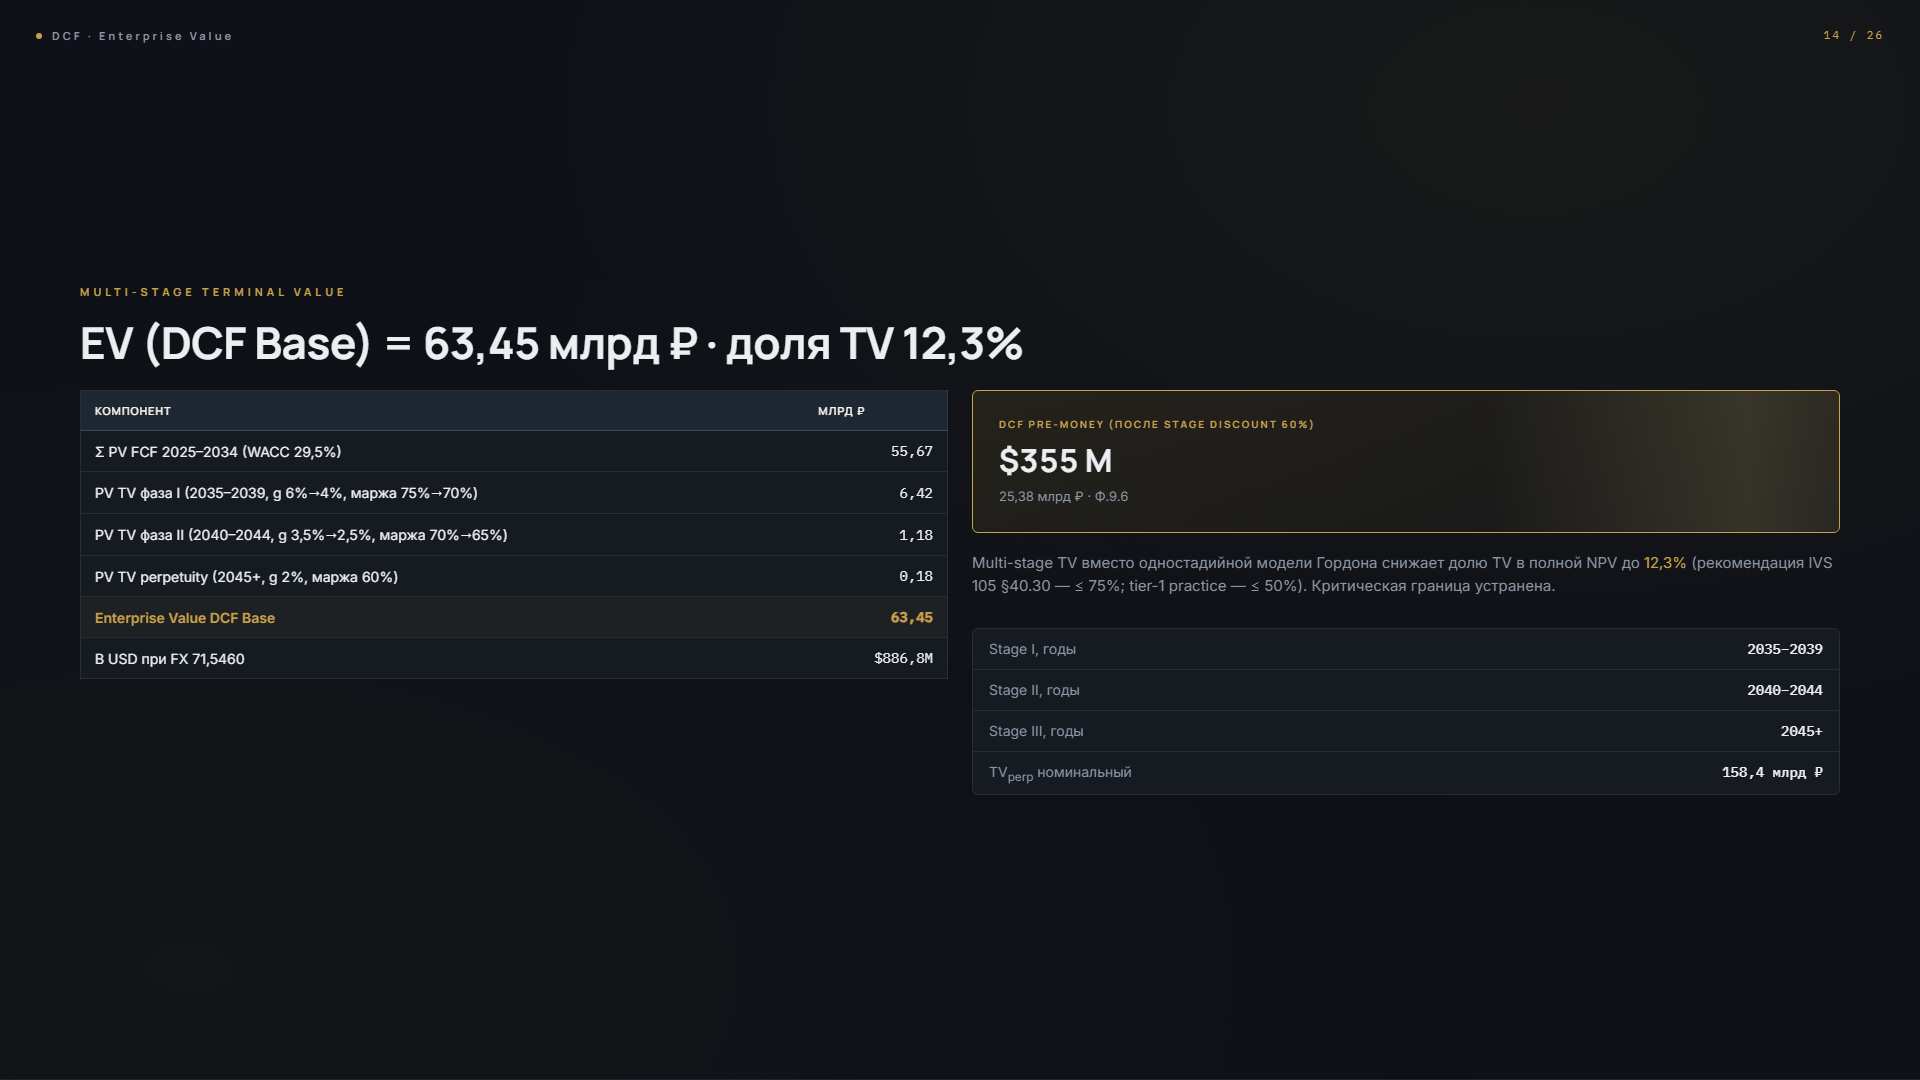 DCF · Enterprise Value
14 / 26
MULTI-STAGE TERMINAL VALUE
EV (DCF Base) = 63,45 млрд ₽ · доля TV 12,3%
КОМПОНЕНТ МЛРД ₽
Σ PV FCF 2025–2034 (WACC 29,5%) 55,67
PV TV фаза I (2035–2039, g 6%→4%, маржа 75%→70%) 6,42
PV TV фаза II (2040–2044, g 3,5%→2,5%, маржа 70%→65%) 1,18
PV TV perpetuity (2045+, g 2%, маржа 60%) 0,18
Enterprise Value DCF Base 63,45
В USD при FX 71,5460 $886,8M
DCF PRE-MONEY (ПОСЛЕ STAGE DISCOUNT 60%)
$355 M
25,38 млрд ₽ · Ф.9.6
Multi-stage TV вместо одностадийной модели Гордона снижает долю TV в полной NPV до 12,3% (рекомендация IVS
105 §40.30 — ≤ 75%; tier-1 practice — ≤ 50%). Критическая граница устранена.
Stage I, годы 2035–2039
Stage II, годы 2040–2044
Stage III, годы 2045+
TVperp номинальный 158,4 млрд ₽